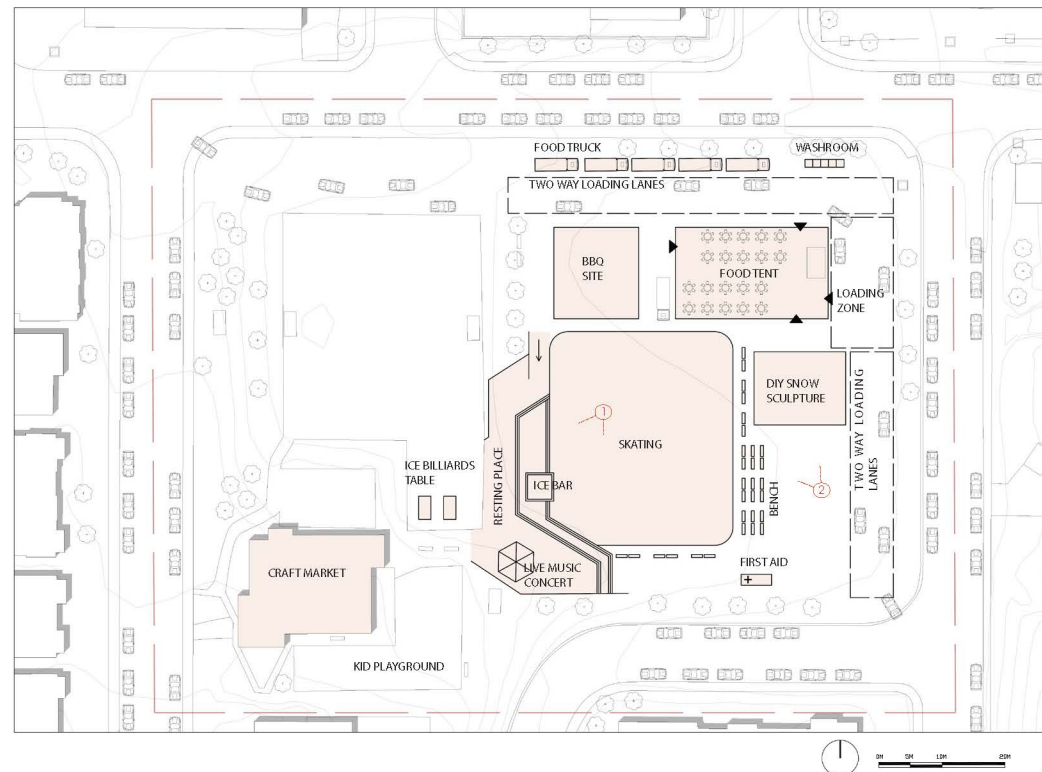 FOOD TRUCK
WASHROOM
TWO WAY LOADING LANES
BBQ
SITE
FOOD TENT
LOADING
ZONE
DIY SNOW
SCULPTURE
TWO WAY LOADING
LANES
1
SKATING
ICE BILLIARDS
TABLE
RESTING PLACE
ICE BAR
2
BENCH
FIRST AID
LIVE MUSIC
CONCERT
CRAFT MARKET
KID PLAYGROUND
0M 5M 10M 20M